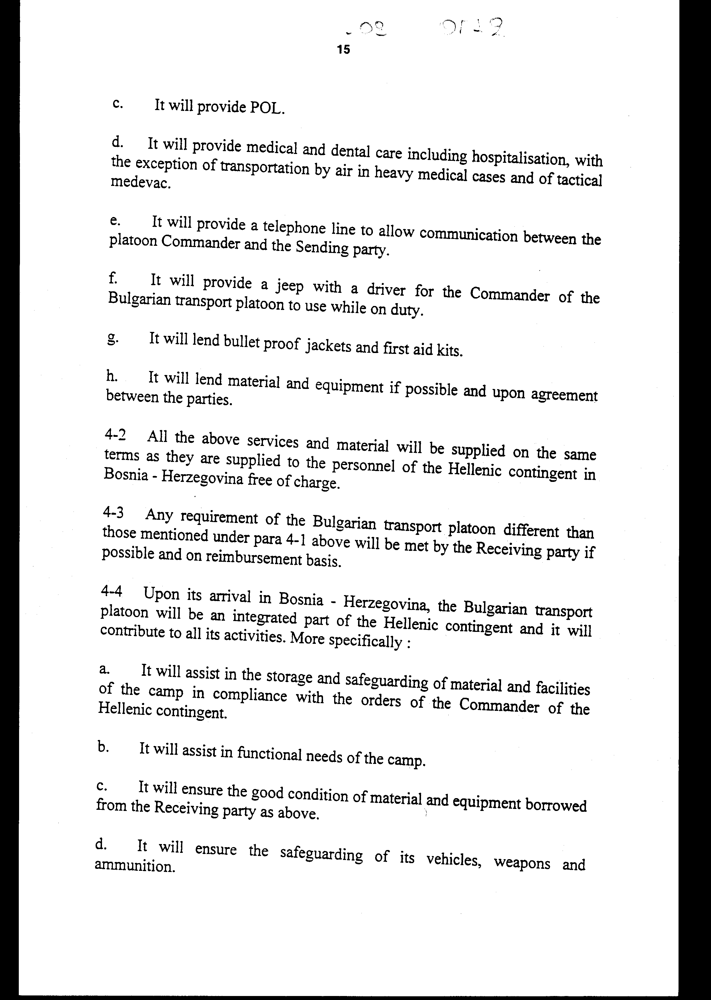 15
c. It will provide POL.
d. It will provide medical and dental care including hospitalisation, with
the exception of transportation by air in heavy medical cases and of tactical
medevac.
e. It will provide a telephone line to allow communication between the
platoon Commander and the Sending party.
f. It will provide a jeep with a driver for the Commander of the
Bulgarian transport platoon to use while on duty.
g. It will lend bullet proof jackets and first aid kits.
h. It will lend material and equipment if possible and upon agreement
between the parties.
4-2 All the above services and material will be supplied on the same
terms as they are supplied to the personnel of the Hellenic contingent in
Bosnia - Herzegovina free of charge.
4-3 Any requirement of the Bulgarian transport platoon different than
those mentioned under para 4-1 above will be met by the Receiving party if
possible and on reimbursement basis.
4-4 Upon its arrival in Bosnia - Herzegovina, the Bulgarian transport
platoon will be an integrated part of the Hellenic contingent and it will
contribute to all its activities. More specifically :
a. It will assist in the storage and safeguarding of material and facilities
of the camp in compliance with the orders of the Commander of the
Hellenic contingent.
b. It will assist in functional needs of the camp.
c. It will ensure the good condition of material and equipment borrowed
from the Receiving party as above.
d. It will ensure the safeguarding of its vehicles, weapons and
ammunition.